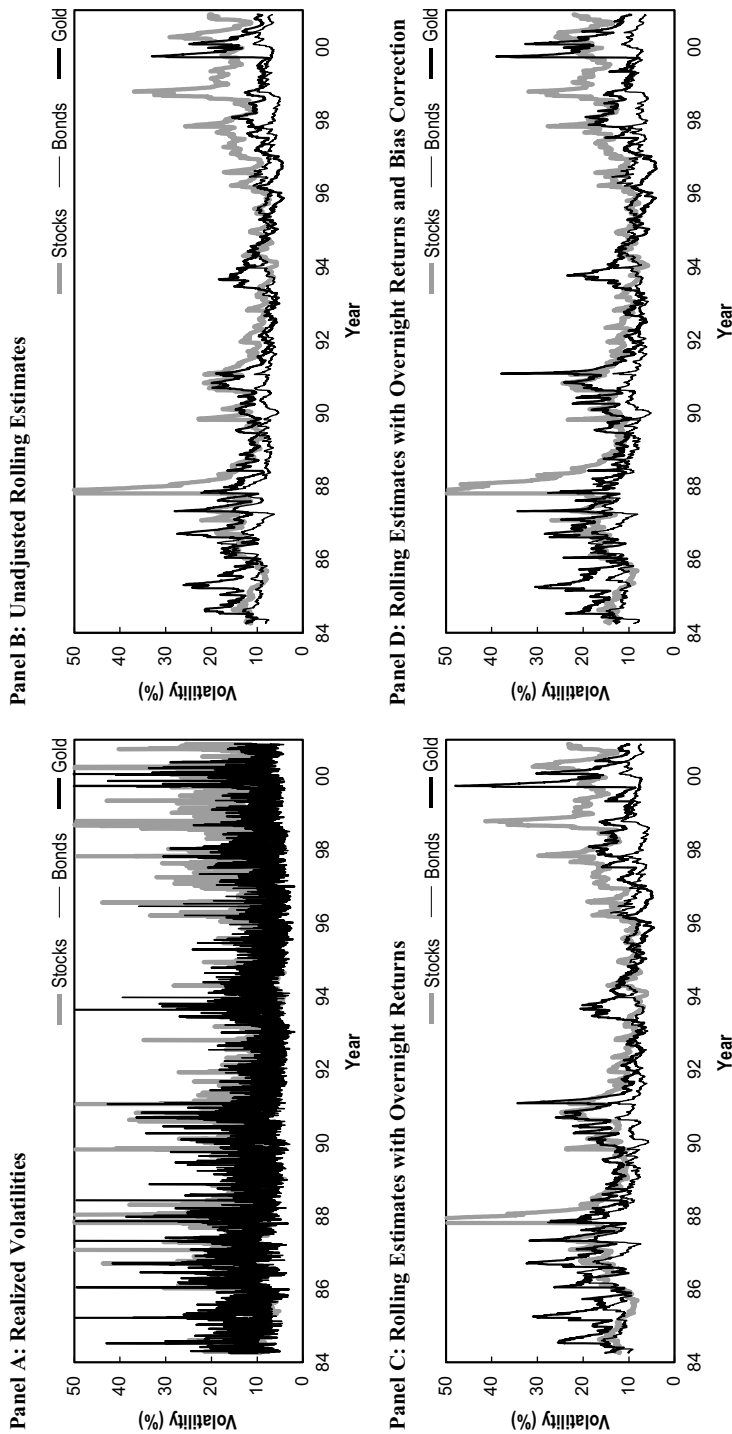 Panel A: Realized Volatilities
Stocks Bonds Gold
Volatility (%)
50
40
30
20
10
0
84 86 88 90 92 94 96 98 00
Year
Panel B: Unadjusted Rolling Estimates
Stocks Bonds Gold
Volatility (%)
50
40
30
20
10
0
84 86 88 90 92 94 96 98 00
Year
Panel C: Rolling Estimates with Overnight Returns
Stocks Bonds Gold
Volatility (%)
50
40
30
20
10
0
84 86 88 90 92 94 96 98 00
Year
Panel D: Rolling Estimates with Overnight Returns and Bias Correction
Stocks Bonds Gold
Volatility (%)
50
40
30
20
10
0
84 86 88 90 92 94 96 98 00
Year